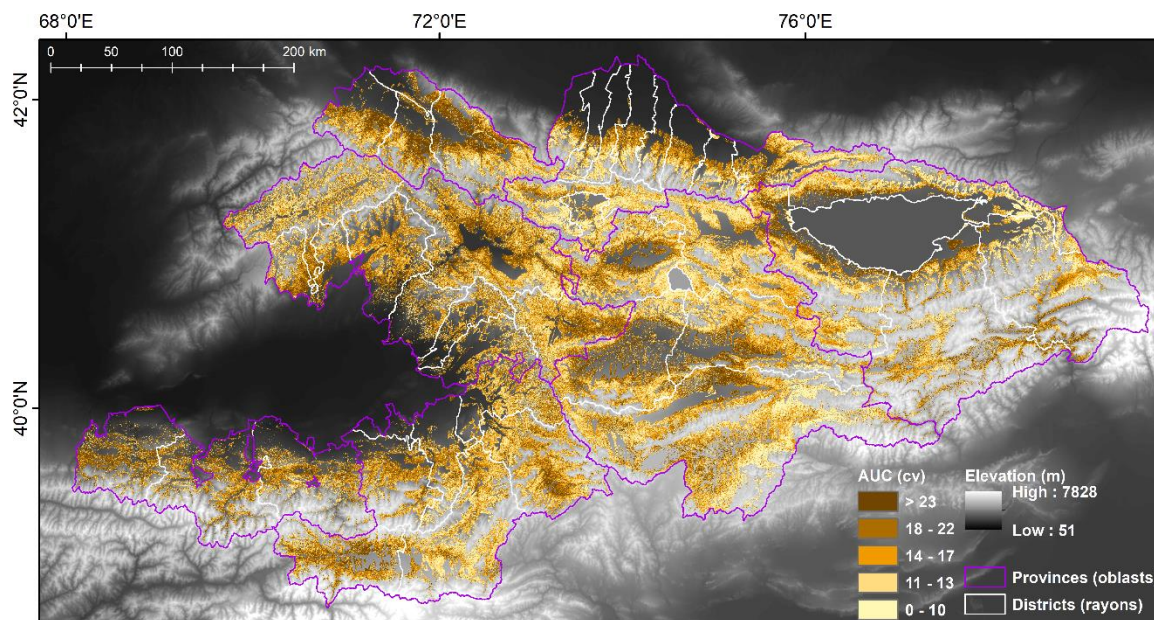 68°0'E 72°0'E 76°0'E
0 50 100 200 km
42°0'N
40°0'N
AUC (cv) Elevation (m)
> 23 High : 7828
18 - 22 Low : 51
14 - 17
11 - 13 Provinces (oblasts
0 - 10 Districts (rayons)